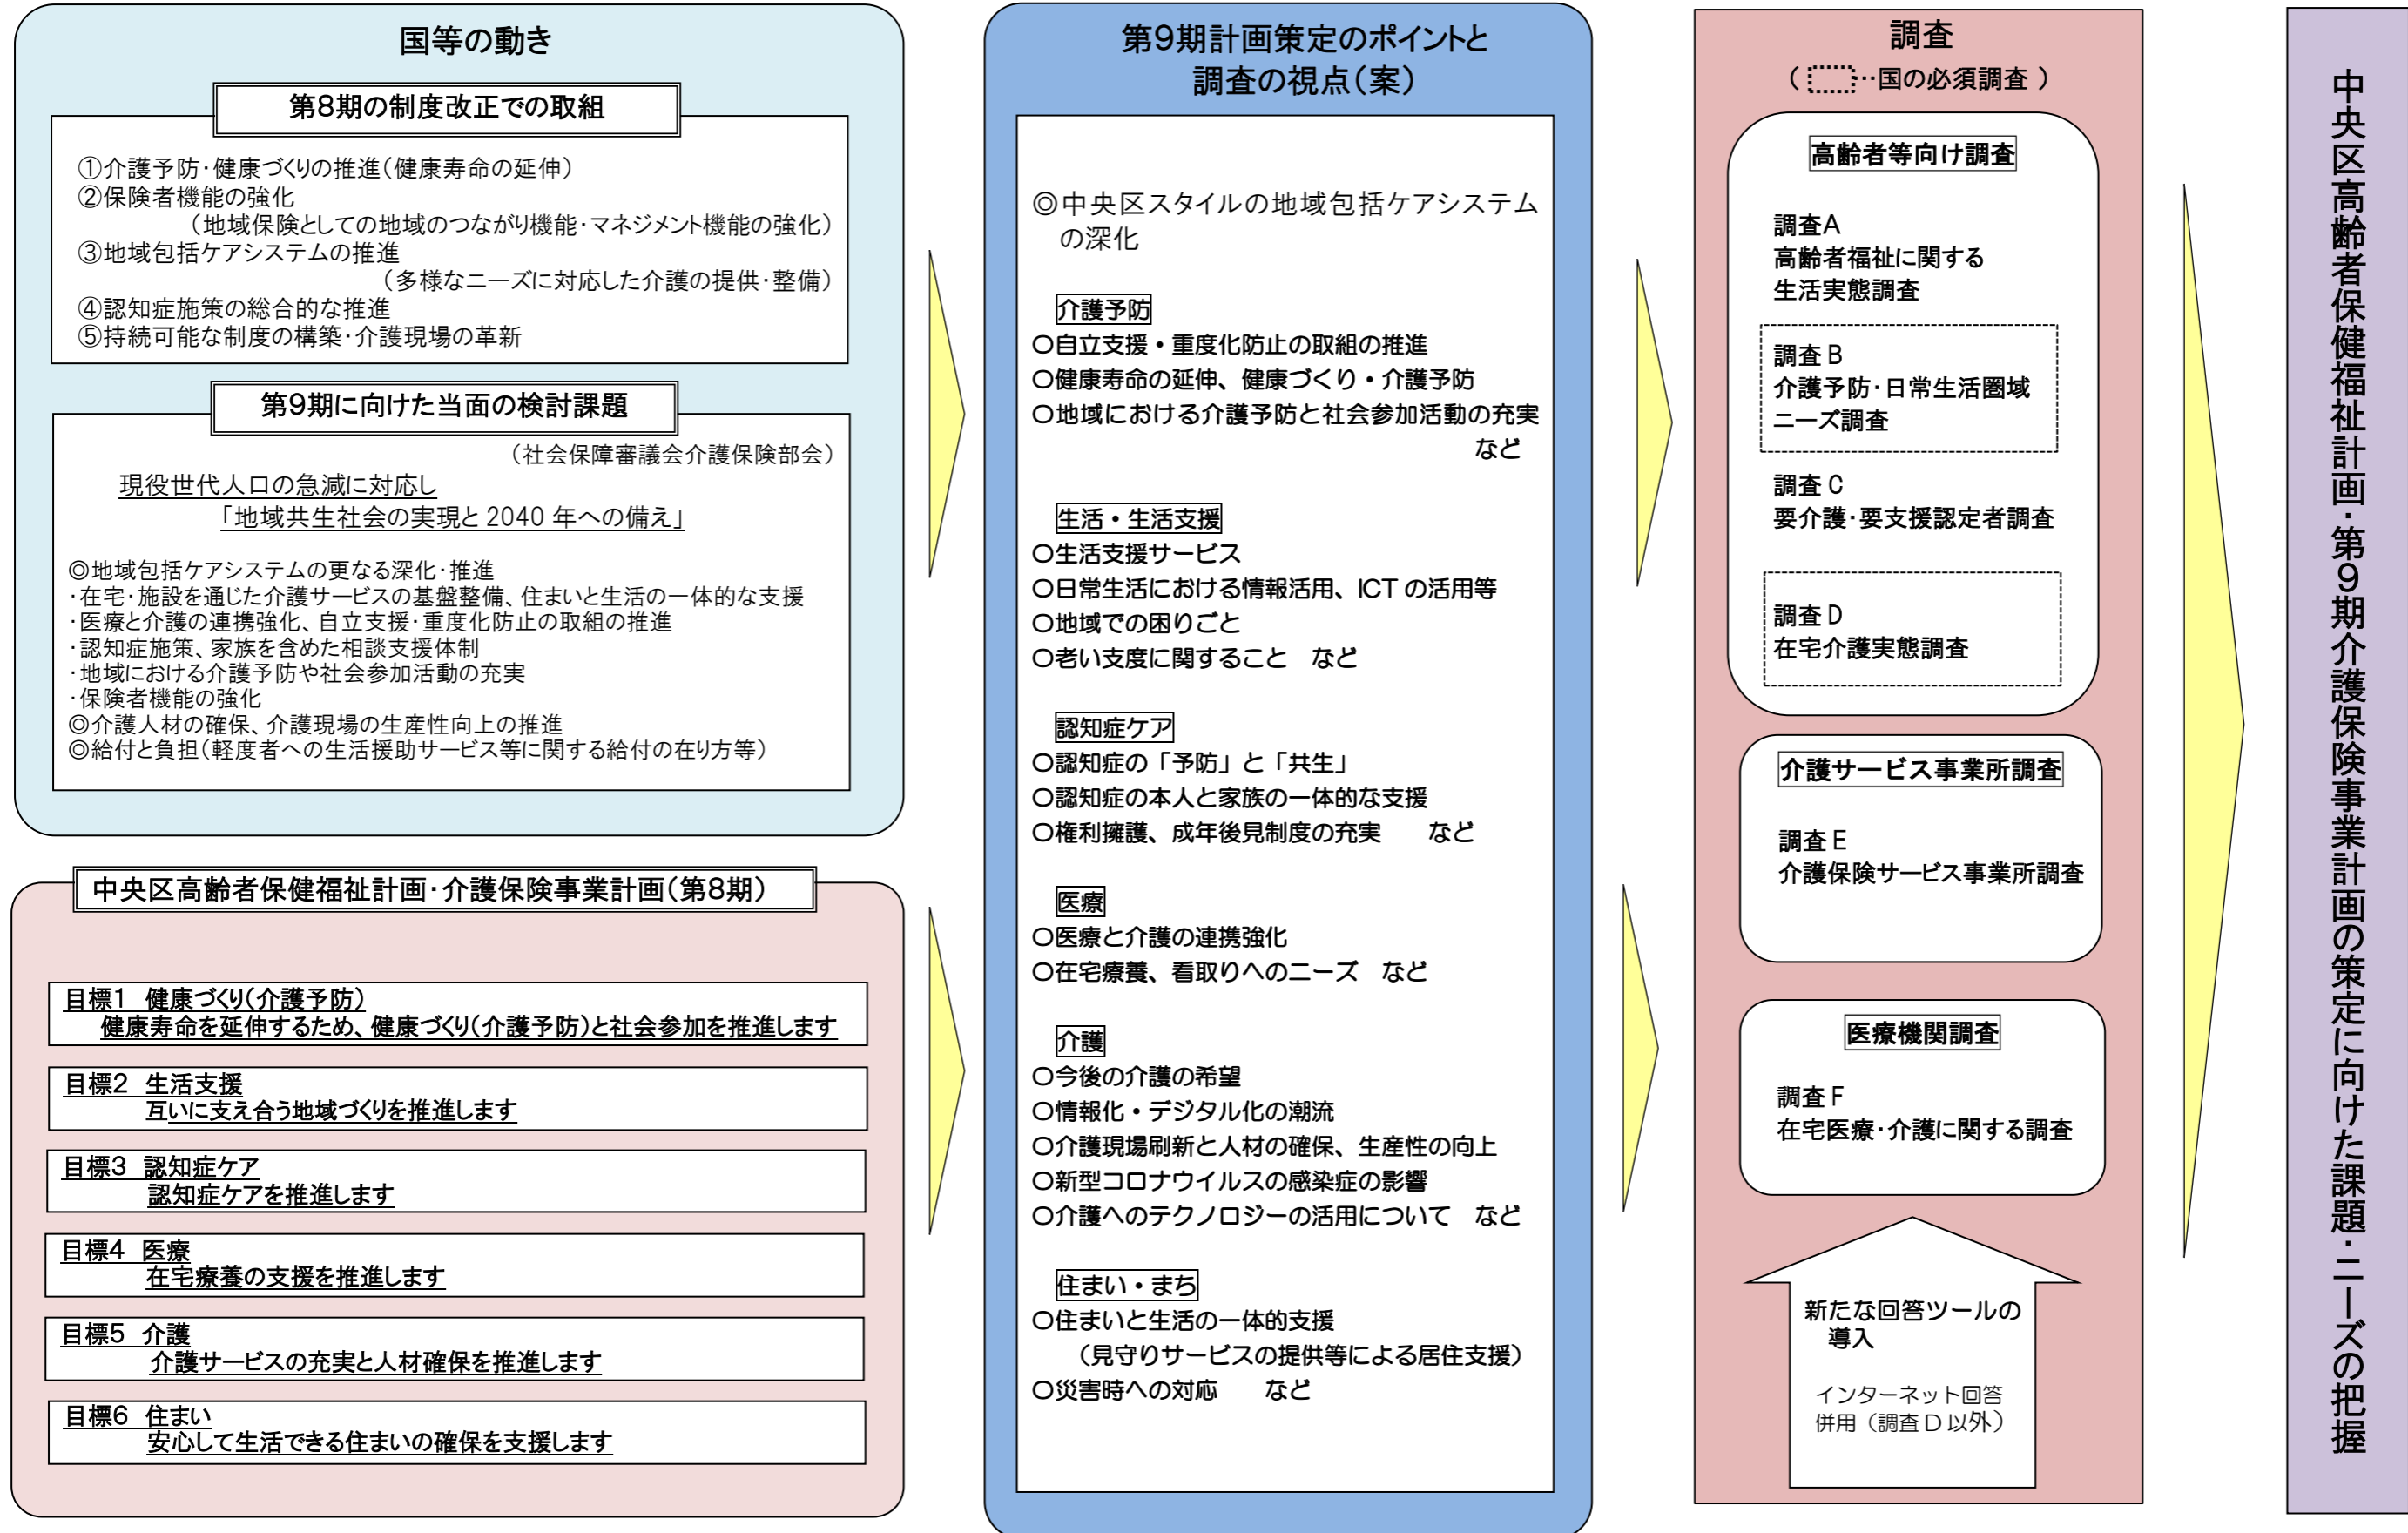 国等の動き
第8期の制度改正での取組
①介護予防・健康づくりの推進(健康寿命の延伸)
②保険者機能の強化
(地域保険としての地域のつながり機能・マネジメント機能の強化)
③地域包括ケアシステムの推進
(多様なニーズに対応した介護の提供・整備)
④認知症施策の総合的な推進
⑤持続可能な制度の構築・介護現場の革新
第9期に向けた当面の検討課題
(社会保障審議会介護保険部会)
現役世代人口の急減に対応し
「地域共生社会の実現と 2040 年への備え」
◎地域包括ケアシステムの更なる深化・推進
・在宅・施設を通じた介護サービスの基盤整備、住まいと生活の一体的な支援
・医療と介護の連携強化、自立支援・重度化防止の取組の推進
・認知症施策、家族を含めた相談支援体制
・地域における介護予防や社会参加活動の充実
・保険者機能の強化
◎介護人材の確保、介護現場の生産性向上の推進
◎給付と負担(軽度者への生活援助サービス等に関する給付の在り方等)
中央区高齢者保健福祉計画・介護保険事業計画(第8期)
目標1 健康づくり(介護予防)
健康寿命を延伸するため、健康づくり(介護予防)と社会参加を推進します
目標2 生活支援
互いに支え合う地域づくりを推進します
目標3 認知症ケア
認知症ケアを推進します
目標4 医療
在宅療養の支援を推進します
目標5 介護
介護サービスの充実と人材確保を推進します
目標6 住まい
安心して生活できる住まいの確保を支援します
第9期計画策定のポイントと
調査の視点(案)
◎中央区スタイルの地域包括ケアシステム
の深化
介護予防
○自立支援・重度化防止の取組の推進
○健康寿命の延伸、健康づくり・介護予防
○地域における介護予防と社会参加活動の充実
など
生活・生活支援
○生活支援サービス
○日常生活における情報活用、ICT の活用等
○地域での困りごと
○老い支度に関すること など
認知症ケア
○認知症の「予防」と「共生」
○認知症の本人と家族の一体的な支援
○権利擁護、成年後見制度の充実 など
医療
○医療と介護の連携強化
○在宅療養、看取りへのニーズ など
介護
○今後の介護の希望
○情報化・デジタル化の潮流
○介護現場刷新と人材の確保、生産性の向上
○新型コロナウイルスの感染症の影響
○介護へのテクノロジーの活用について など
住まい・まち
○住まいと生活の一体的支援
(見守りサービスの提供等による居住支援)
○災害時への対応 など
調査
( …国の必須調査 )
高齢者等向け調査
調査A
高齢者福祉に関する
生活実態調査
調査 B
介護予防・日常生活圏域
ニーズ調査
調査 C
要介護・要支援認定者調査
調査 D
在宅介護実態調査
介護サービス事業所調査
調査 E
介護保険サービス事業所調査
医療機関調査
調査 F
在宅医療・介護に関する調査
新たな回答ツールの
導入
インターネット回答
併用(調査 D 以外)
中央区高齢者保健福祉計画・第9期介護保険事業計画の策定に向けた課題・ニーズの把握